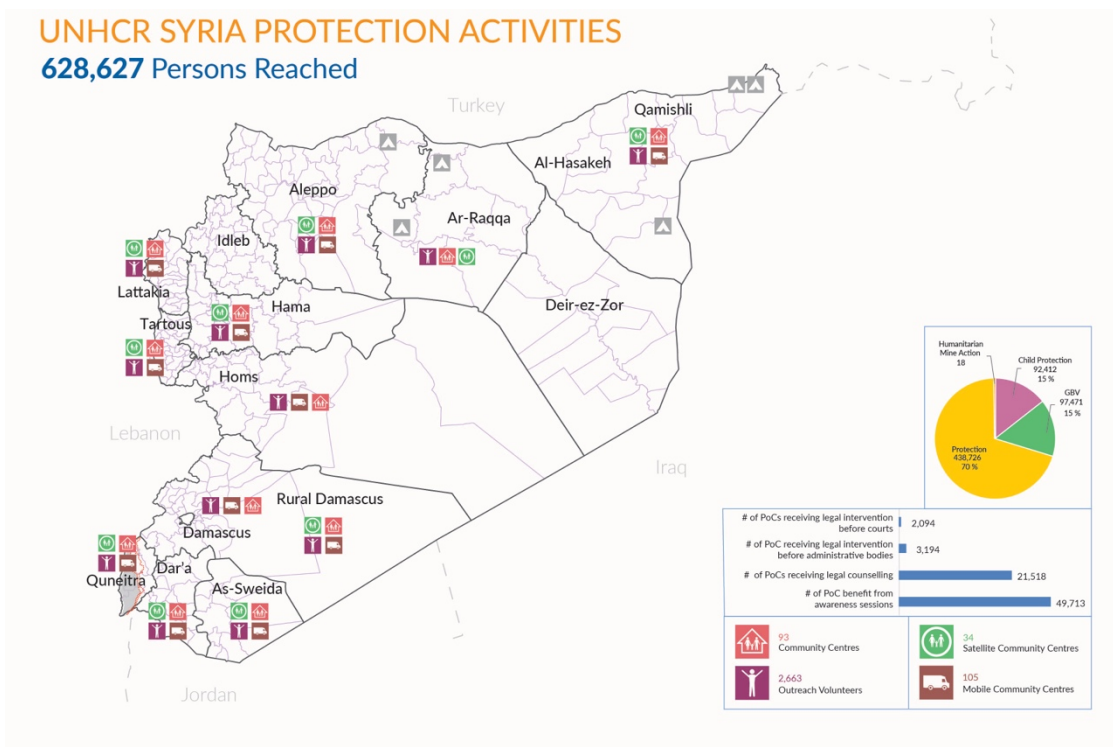 UNHCR SYRIA PROTECTION ACTIVITIES
628,627 Persons Reached
Turkey
Qamishli
Al-Hasakeh
Aleppo
Ar-Raqqa
Idleb
Lattakia
Hama
Deir-ez-Zor
Tartous
Homs
Lebanon
Iraq
Rural Damascus
Damascus
Quneitra
Dar'a
As-Sweida
Jordan
Humanitarian
Mine Action
18
Child Protection
92,412
15 %
GBV
97,471
15 %
Protection
438,726
70 %
# of PoCs receiving legal intervention
before courts
2,094
# of PoC receiving legal intervention
before administrative bodies
3,194
# of PoCs receiving legal counselling
21,518
# of PoC benefit from
awareness sessions
49,713
93
Community Centres
34
Satellite Community Centres
2,663
Outreach Volunteers
105
Mobile Community Centres